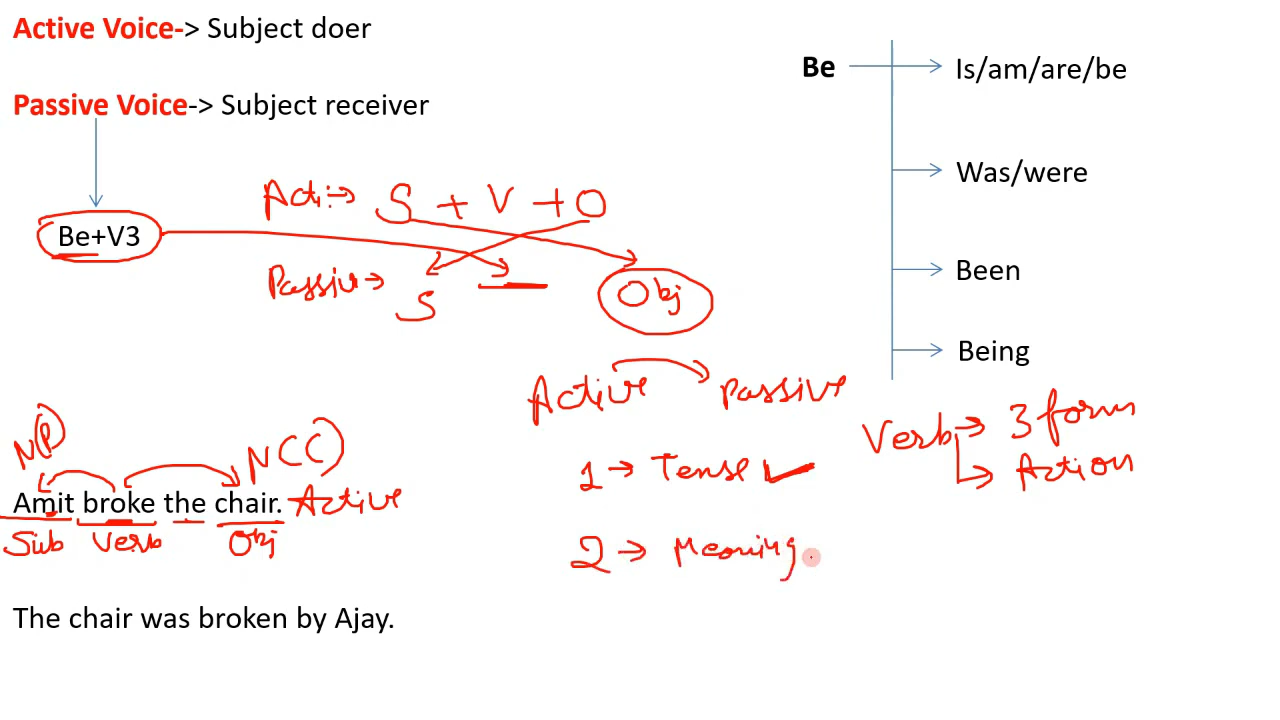 Active Voice-> Subject doer
Be
Is/am/are/be
Passive Voice-> Subject receiver
Was/were
Acti:→ S + V + O
Be+V3
Been
Passive→ S
Obj
Being
Active Passive
Verb→ 3 form
→ Action
N(P)
N(C)
1→ Tense ✓
Amit broke the chair. Active
Sub Verb Obj
2→ Meaning
The chair was broken by Ajay.